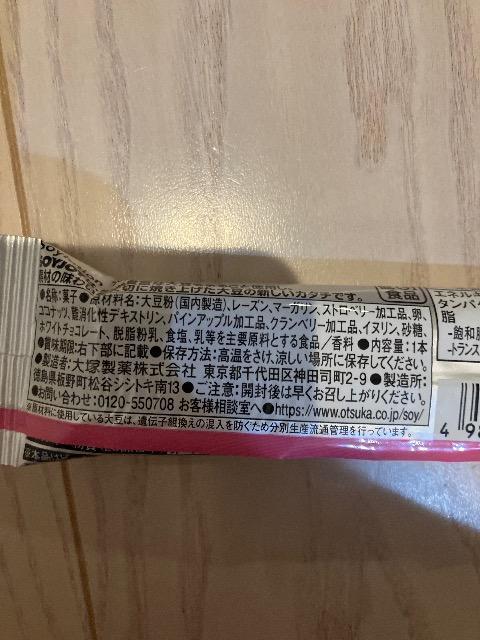 SOYJOY
素材の味わ
切に焼き上げた大豆の新しいカタチです。
食品
●名称:菓子●原材料名:大豆粉(国内製造)、レーズン、マーガリン、ストロベリー加工品、卵、
ココナッツ、難消化性デキストリン、パインアップル加工品、クランベリー加工品、イヌリン、砂糖、
ホワイトチョコレート、脱脂粉乳、食塩、乳等を主要原料とする食品/香料 ●内容量:1本
●賞味期限:右下部に記載 ●保存方法:高温をさけ、涼しい場所に保存してください。
●製造者:大塚製薬株式会社 東京都千代田区神田司町2-9 ●製造所:
徳島県板野郡松谷シシトキ南13 ●ご注意:開封後は早くお召し上がりください。
●お問い合わせ:0120-550708 お客様相談室へ ●https://www.otsuka.co.jp/soy/
※原材料に使用している大豆は、遺伝子組換えの混入を防ぐため分別生産流通管理を行っています。
エネルギ
タンパ
脂
-飽和脂
-トランス
4 98